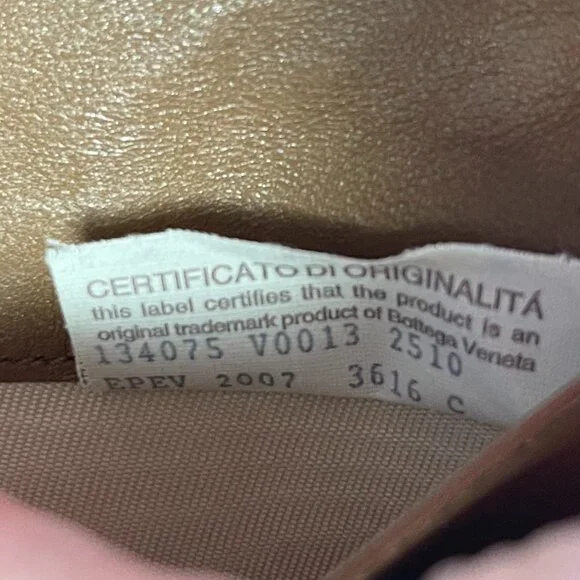 CERTIFICATO DI ORIGINALITÁ
this label certifies that the product is an
original trademark product of Bottega Veneta
134075 V0013 2510
EPEV 2007 3616 C